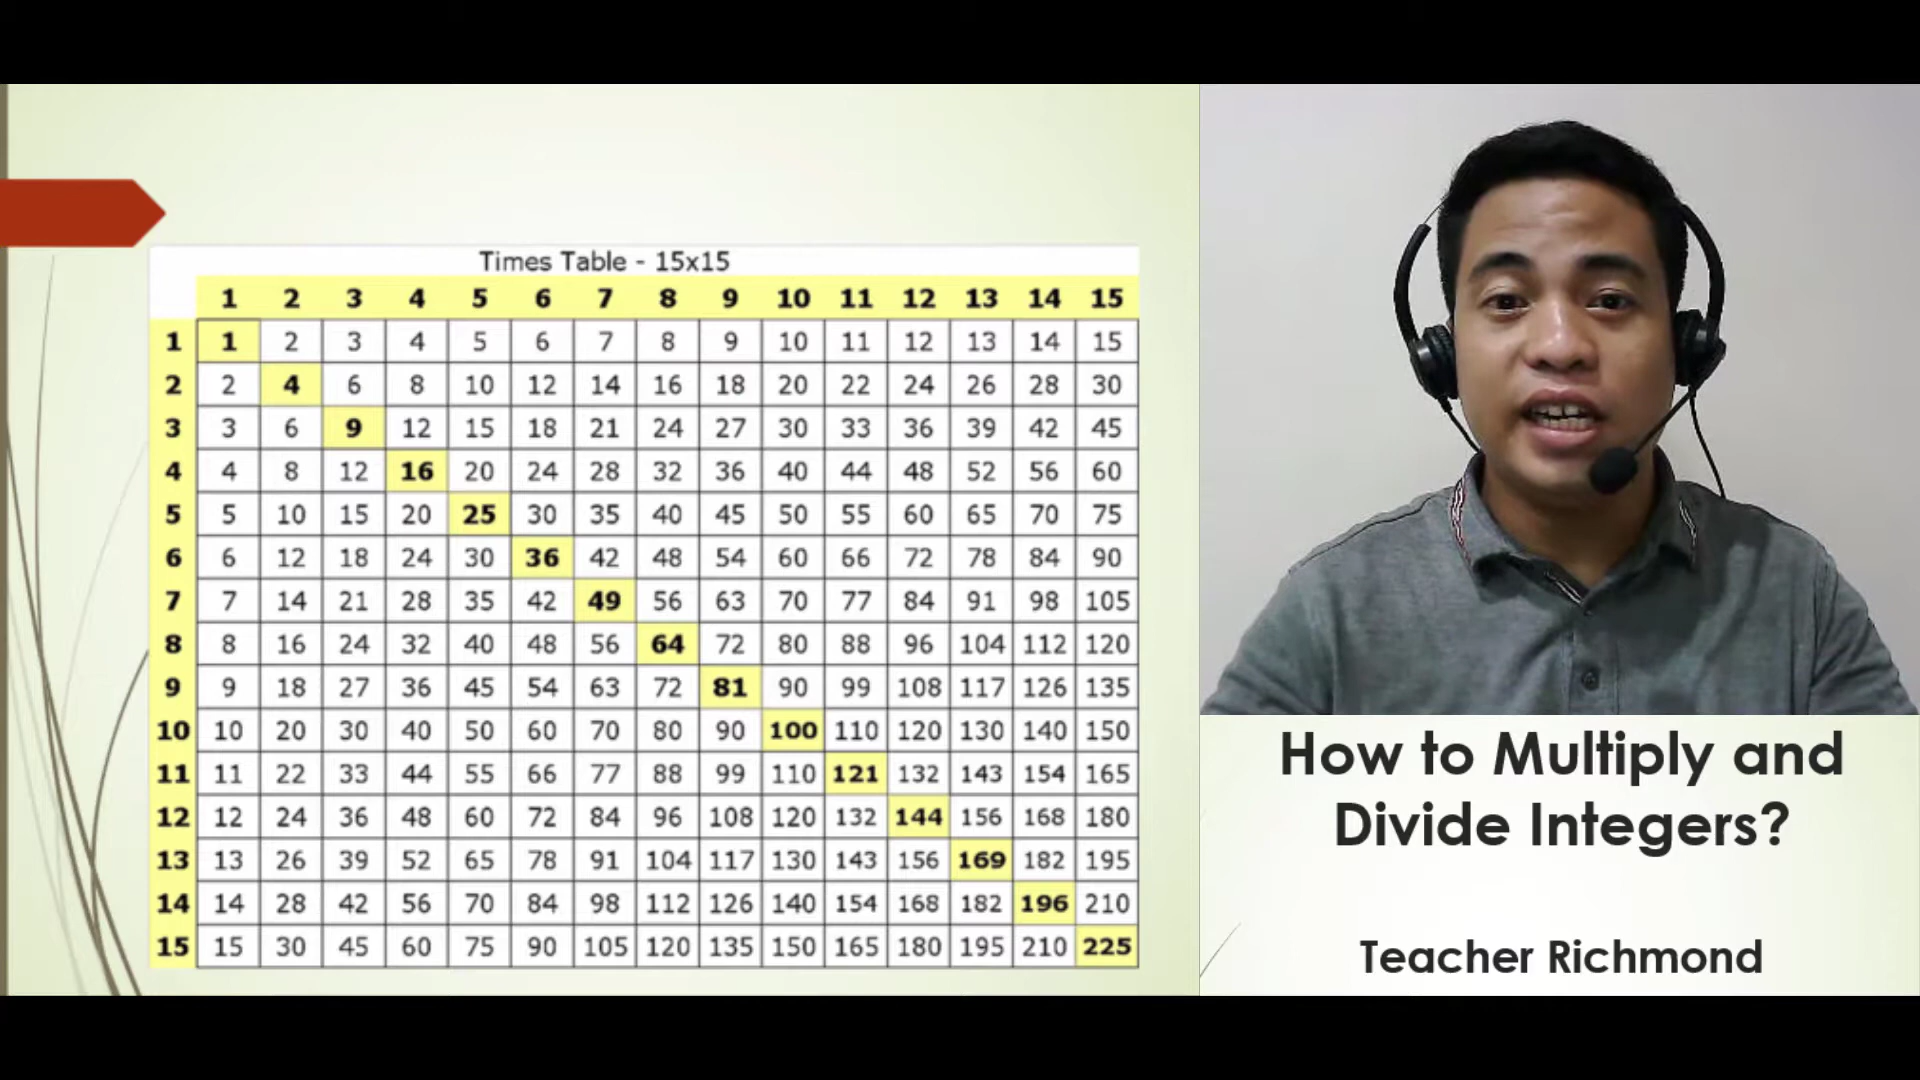 Times Table - 15x15
1 2 3 4 5 6 7 8 9 10 11 12 13 14 15
1 1 2 3 4 5 6 7 8 9 10 11 12 13 14 15
2 2 4 6 8 10 12 14 16 18 20 22 24 26 28 30
3 3 6 9 12 15 18 21 24 27 30 33 36 39 42 45
4 4 8 12 16 20 24 28 32 36 40 44 48 52 56 60
5 5 10 15 20 25 30 35 40 45 50 55 60 65 70 75
6 6 12 18 24 30 36 42 48 54 60 66 72 78 84 90
7 7 14 21 28 35 42 49 56 63 70 77 84 91 98 105
8 8 16 24 32 40 48 56 64 72 80 88 96 104 112 120
9 9 18 27 36 45 54 63 72 81 90 99 108 117 126 135
10 10 20 30 40 50 60 70 80 90 100 110 120 130 140 150
11 11 22 33 44 55 66 77 88 99 110 121 132 143 154 165
12 12 24 36 48 60 72 84 96 108 120 132 144 156 168 180
13 13 26 39 52 65 78 91 104 117 130 143 156 169 182 195
14 14 28 42 56 70 84 98 112 126 140 154 168 182 196 210
15 15 30 45 60 75 90 105 120 135 150 165 180 195 210 225
How to Multiply and
Divide Integers?
Teacher Richmond